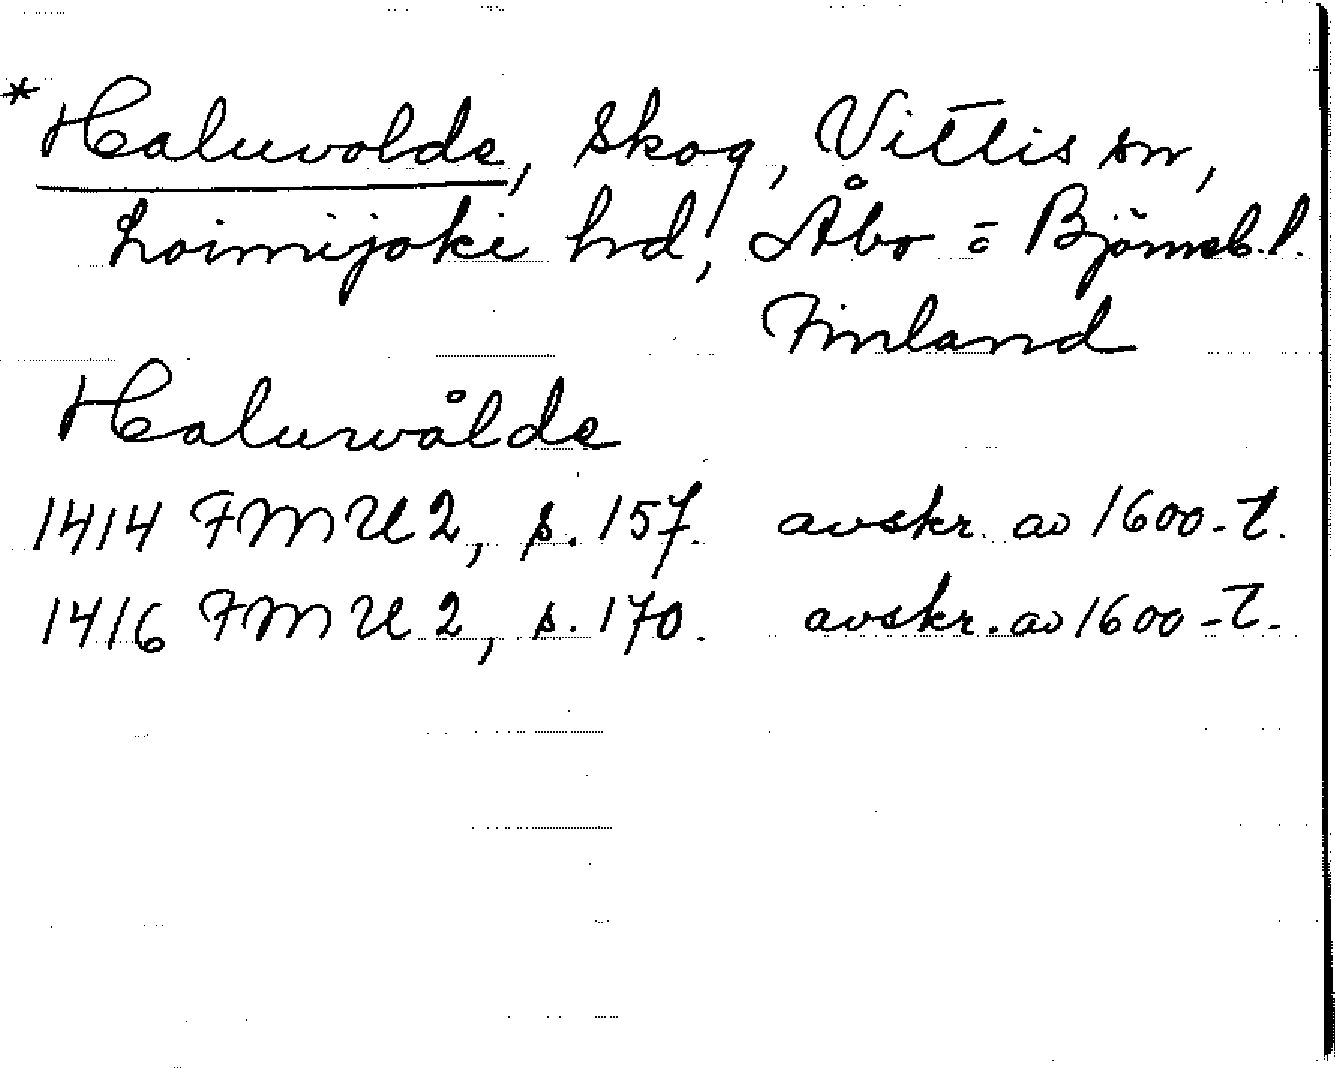 *Haluvolde, skog, Vittis sn,
Loimijoki hd, Åbo o Björneb. l.
Finland
Haluwålde
1414 FMU 2, s. 157. avskr. av 1600-t.
1416 FMU 2, s. 170. avskr. av 1600-t.